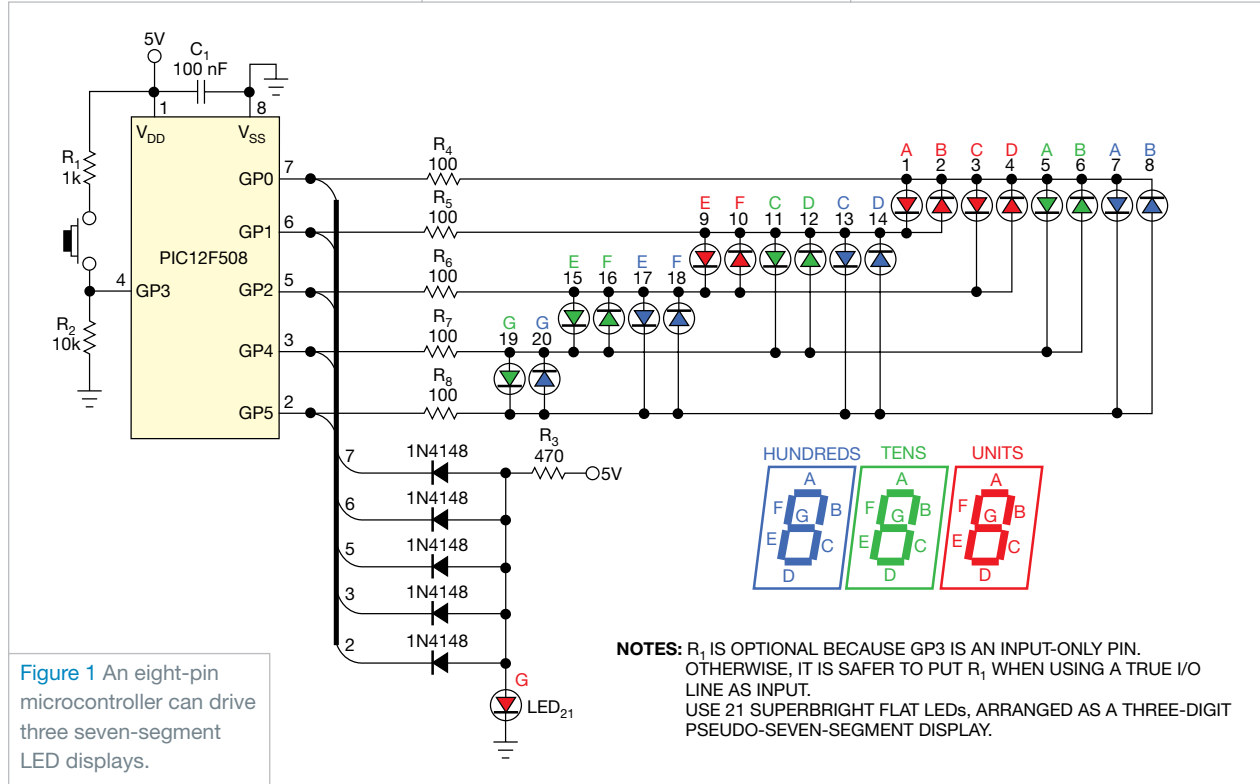 5V
C1
100 nF
1
8
VDD
VSS
R1
1k
R2
10k
4
GP3
PIC12F508
GP0
7
GP1
6
GP2
5
GP4
3
GP5
2
R4
100
R5
100
R6
100
R7
100
R8
100
A B C D A B A B
1 2 3 4 5 6 7 8
E F C D C D
9 10 11 12 13 14
E F E F
15 16 17 18
G G
19 20
R3
470
5V
7
1N4148
6
1N4148
5
1N4148
3
1N4148
2
1N4148
G
LED21
HUNDREDS TENS UNITS
A A A
F B F B F B
G G G
E C E C E C
D D D
NOTES: R1 IS OPTIONAL BECAUSE GP3 IS AN INPUT-ONLY PIN.
OTHERWISE, IT IS SAFER TO PUT R1 WHEN USING A TRUE I/O
LINE AS INPUT.
USE 21 SUPERBRIGHT FLAT LEDs, ARRANGED AS A THREE-DIGIT
PSEUDO-SEVEN-SEGMENT DISPLAY.
Figure 1 An eight-pin
microcontroller can drive
three seven-segment
LED displays.